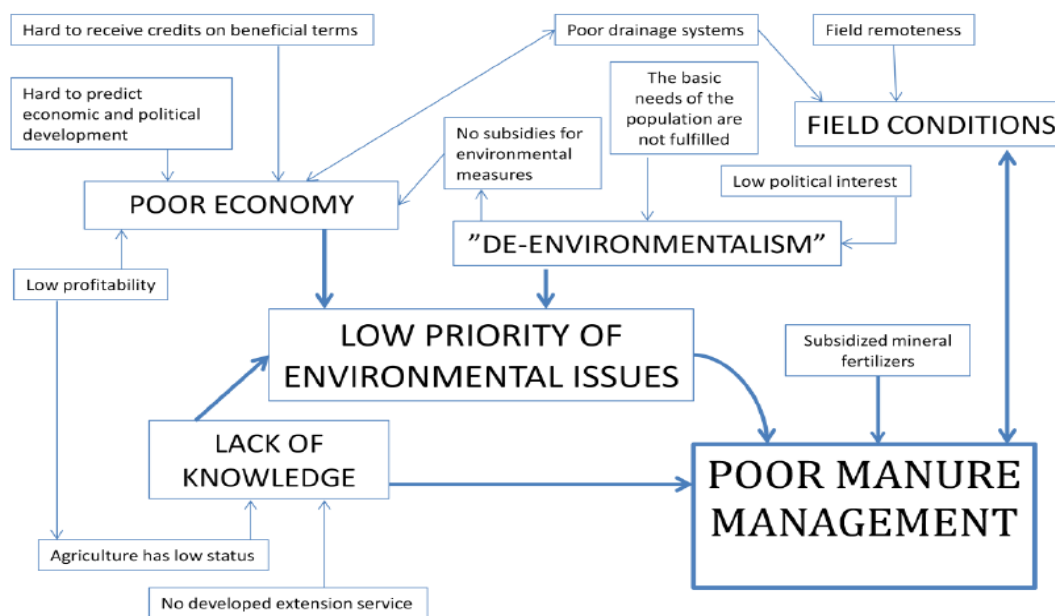 Hard to receive credits on beneficial terms
Poor drainage systems
Field remoteness
Hard to predict
economic and political
development
The basic
needs of the
population are
not fulfilled
No subsidies for
environmental
measures
FIELD CONDITIONS
POOR ECONOMY
Low political interest
”DE-ENVIRONMENTALISM”
Low profitability
LOW PRIORITY OF
ENVIRONMENTAL ISSUES
Subsidized mineral
fertilizers
LACK OF
KNOWLEDGE
POOR MANURE
MANAGEMENT
Agriculture has low status
No developed extension service